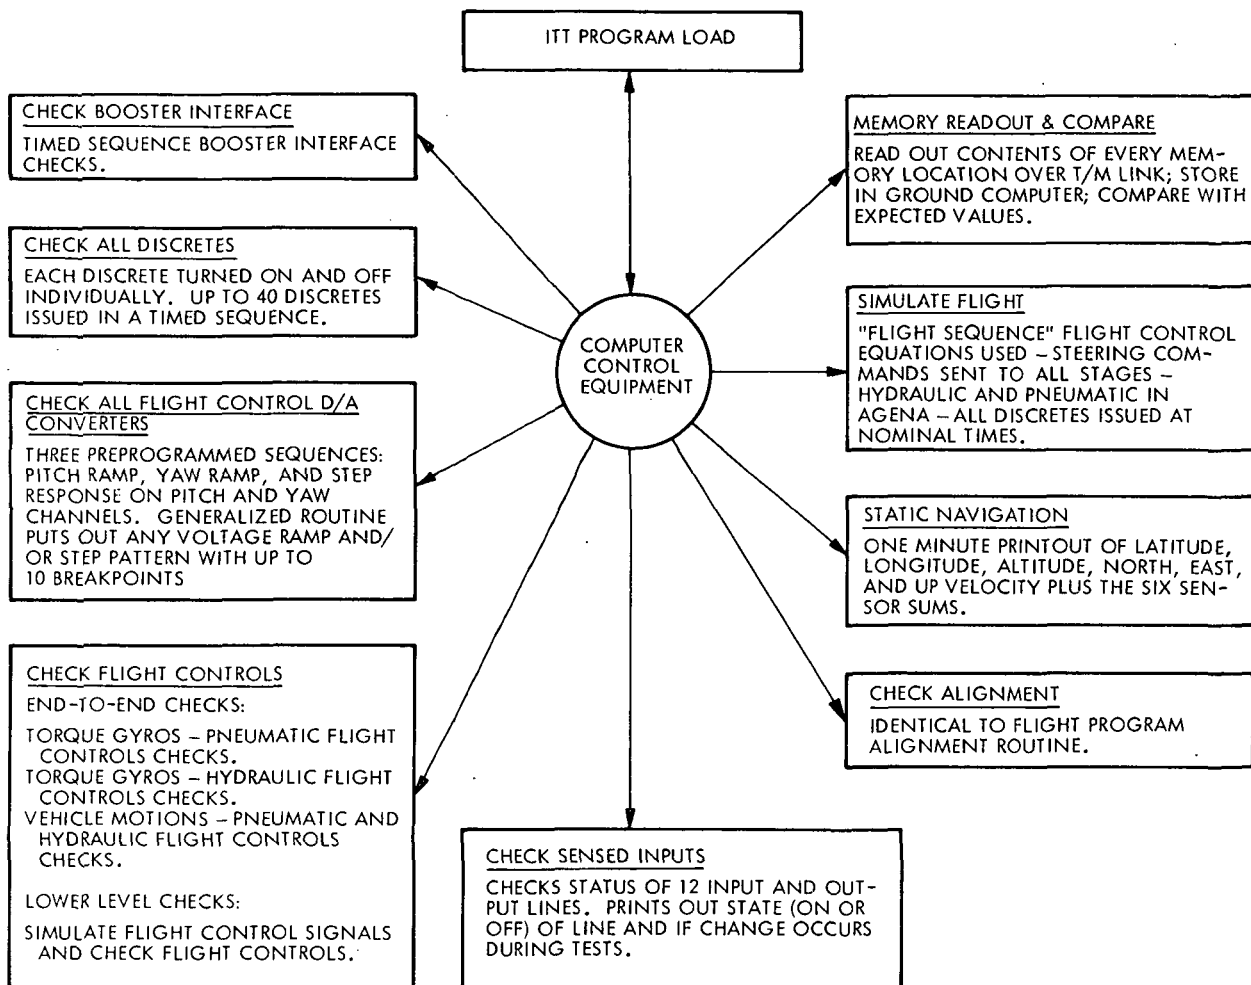 ITT PROGRAM LOAD
CHECK BOOSTER INTERFACE
TIMED SEQUENCE BOOSTER INTERFACE
CHECKS.
CHECK ALL DISCRETES
EACH DISCRETE TURNED ON AND OFF
INDIVIDUALLY. UP TO 40 DISCRETES
ISSUED IN A TIMED SEQUENCE.
CHECK ALL FLIGHT CONTROL D/A
CONVERTERS
THREE PREPROGRAMMED SEQUENCES:
PITCH RAMP, YAW RAMP, AND STEP
RESPONSE ON PITCH AND YAW
CHANNELS. GENERALIZED ROUTINE
PUTS OUT ANY VOLTAGE RAMP AND/
OR STEP PATTERN WITH UP TO
10 BREAKPOINTS
CHECK FLIGHT CONTROLS
END-TO-END CHECKS:
TORQUE GYROS – PNEUMATIC FLIGHT
CONTROLS CHECKS.
TORQUE GYROS – HYDRAULIC FLIGHT
CONTROLS CHECKS.
VEHICLE MOTIONS – PNEUMATIC AND
HYDRAULIC FLIGHT CONTROLS
CHECKS.
LOWER LEVEL CHECKS:
SIMULATE FLIGHT CONTROL SIGNALS
AND CHECK FLIGHT CONTROLS.
COMPUTER
CONTROL
EQUIPMENT
CHECK SENSED INPUTS
CHECKS STATUS OF 12 INPUT AND OUT-
PUT LINES. PRINTS OUT STATE (ON OR
OFF) OF LINE AND IF CHANGE OCCURS
DURING TESTS.
MEMORY READOUT & COMPARE
READ OUT CONTENTS OF EVERY MEM-
ORY LOCATION OVER T/M LINK; STORE
IN GROUND COMPUTER; COMPARE WITH
EXPECTED VALUES.
SIMULATE FLIGHT
"FLIGHT SEQUENCE" FLIGHT CONTROL
EQUATIONS USED – STEERING COM-
MANDS SENT TO ALL STAGES –
HYDRAULIC AND PNEUMATIC IN
AGENA – ALL DISCRETES ISSUED AT
NOMINAL TIMES.
STATIC NAVIGATION
ONE MINUTE PRINTOUT OF LATITUDE,
LONGITUDE, ALTITUDE, NORTH, EAST,
AND UP VELOCITY PLUS THE SIX SEN-
SOR SUMS.
CHECK ALIGNMENT
IDENTICAL TO FLIGHT PROGRAM
ALIGNMENT ROUTINE.